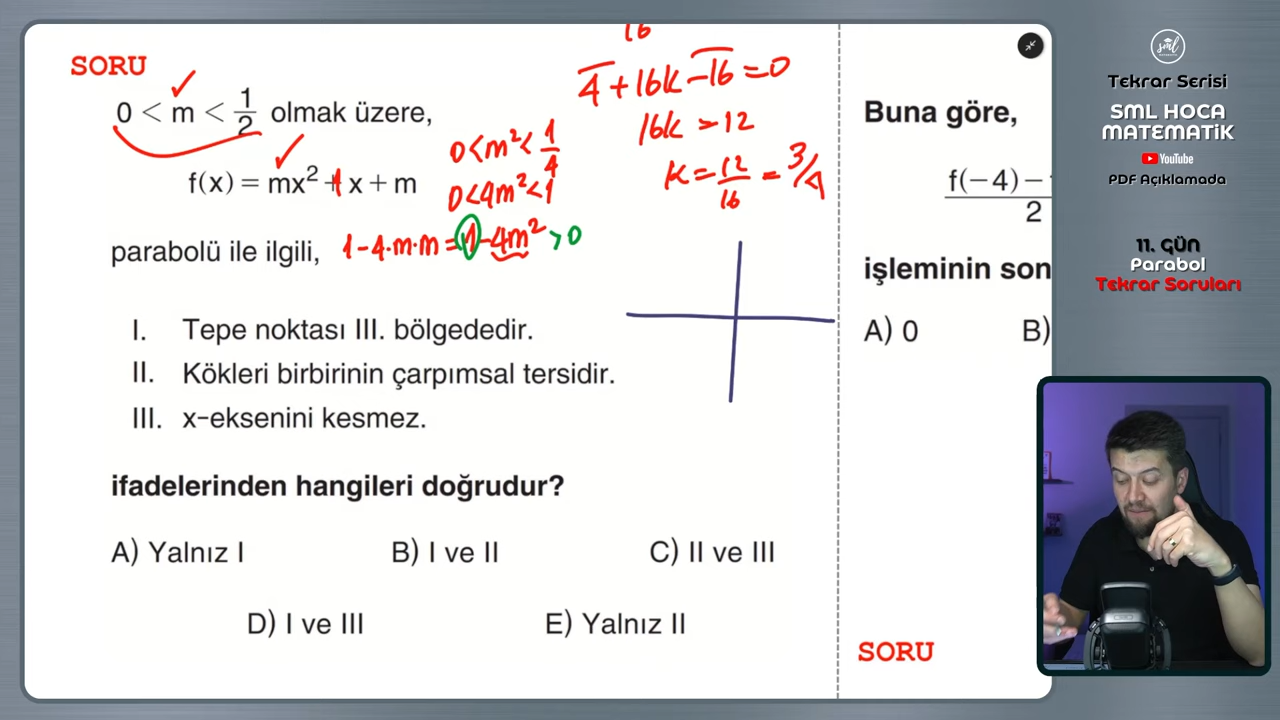 SORU
0 < m < 1/2 olmak üzere,
f(x) = mx² + 1 x + m
0<m²<1/4
0<4m²<1
parabolü ile ilgili,
1-4.m.m = 1-4m² > 0
I. Tepe noktası III. bölgededir.
II. Kökleri birbirinin çarpımsal tersidir.
III. x-eksenini kesmez.
ifadelerinden hangileri doğrudur?
A) Yalnız I B) I ve II C) II ve III
D) I ve III E) Yalnız II
16
4+16k-16=0
16k=12
k=12/16=3/4
Buna göre,
f(-4) –
2
işleminin son
A) 0 B)
SORU
sml
Tekrar Serisi
SML HOCA
MATEMATİK
YouTube
PDF Açıklamada
11. GÜN
Parabol
Tekrar Soruları